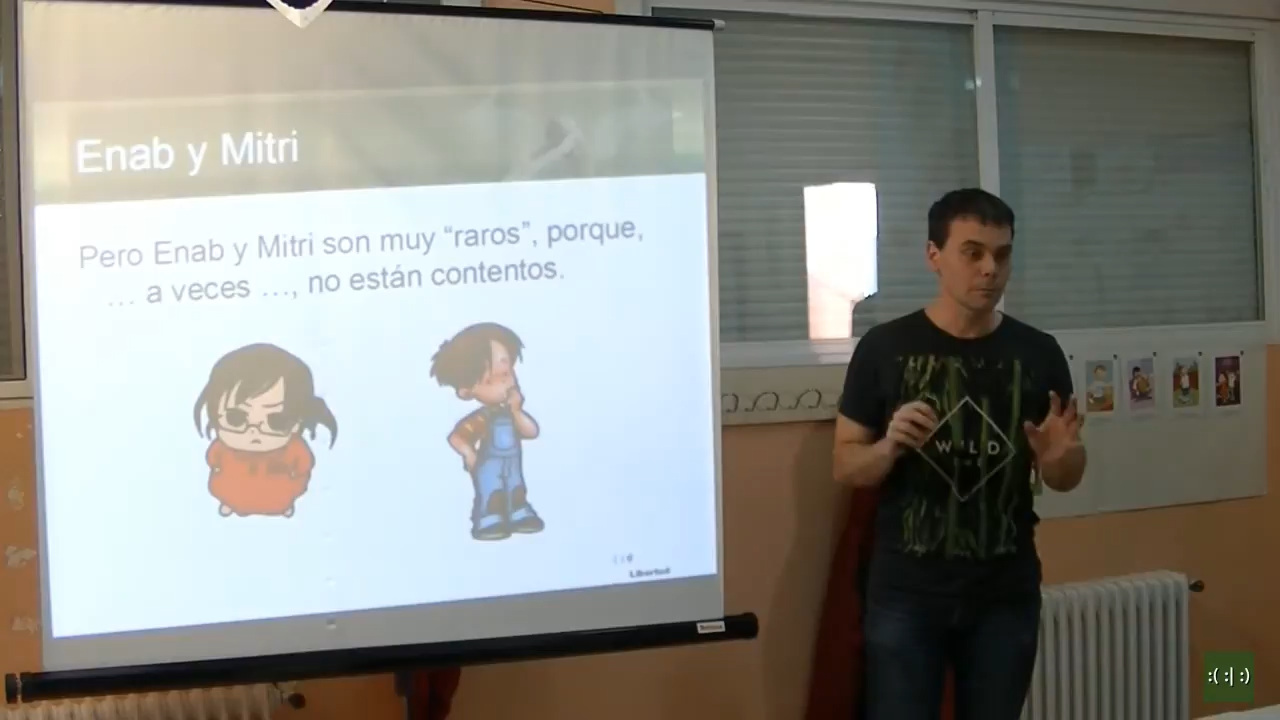 Enab y Mitri
Pero Enab y Mitri son muy “raros”, porque,
… a veces …, no están contentos.
WILD
:( :| :)